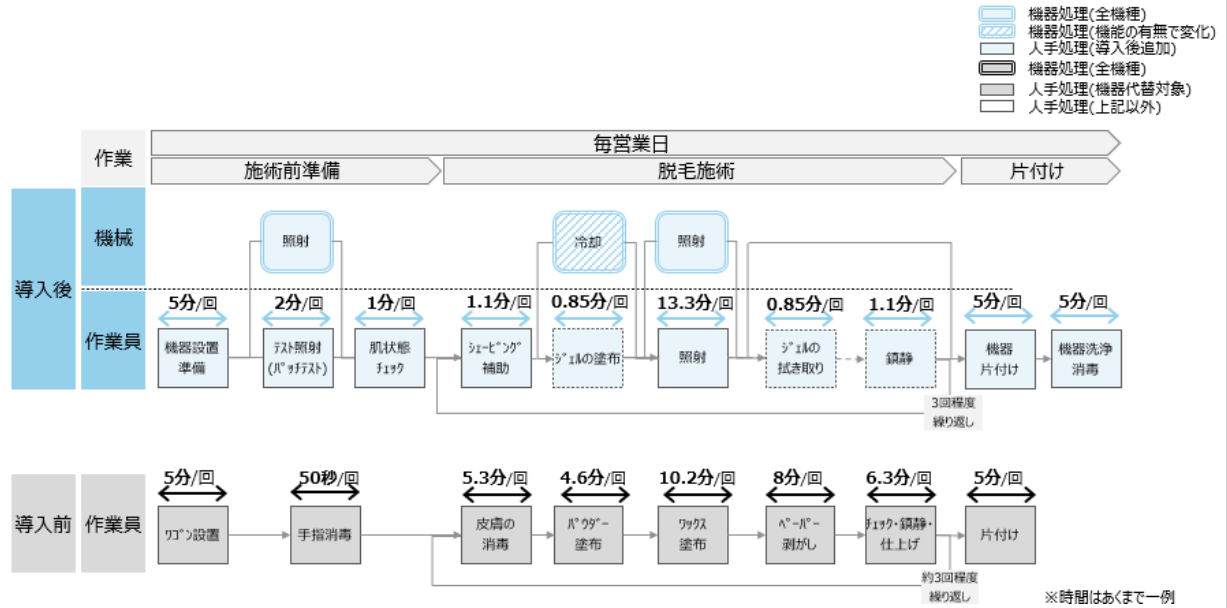 機器処理(全機種)
機器処理(機能の有無で変化)
人手処理(導入後追加)
機器処理(全機種)
人手処理(機器代替対象)
人手処理(上記以外)
作業
毎営業日
施術前準備
脱毛施術
片付け
導入後
機械
照射
冷却
照射
作業員
5分/回
2分/回
1分/回
1.1分/回
0.85分/回
13.3分/回
0.85分/回
1.1分/回
5分/回
5分/回
機器設置
準備
ﾃｽﾄ照射
(ﾊﾟｯﾁﾃｽﾄ)
肌状態
ﾁｪｯｸ
ｼｪｰﾋﾞﾝｸﾞ
補助
ｼﾞｪﾙの塗布
照射
ｼﾞｪﾙの
拭き取り
鎮静
機器
片付け
機器洗浄
消毒
3回程度
繰り返し
導入前
作業員
5分/回
50秒/回
5.3分/回
4.6分/回
10.2分/回
8分/回
6.3分/回
5分/回
ﾜｺﾞﾝ設置
手指消毒
皮膚の
消毒
ﾊﾟｳﾀﾞｰ
塗布
ﾜｯｸｽ
塗布
ﾍﾟｰﾊﾟｰ
剥がし
ﾁｪｯｸ・鎮静・
仕上げ
片付け
約3回程度
繰り返し
※時間はあくまで一例